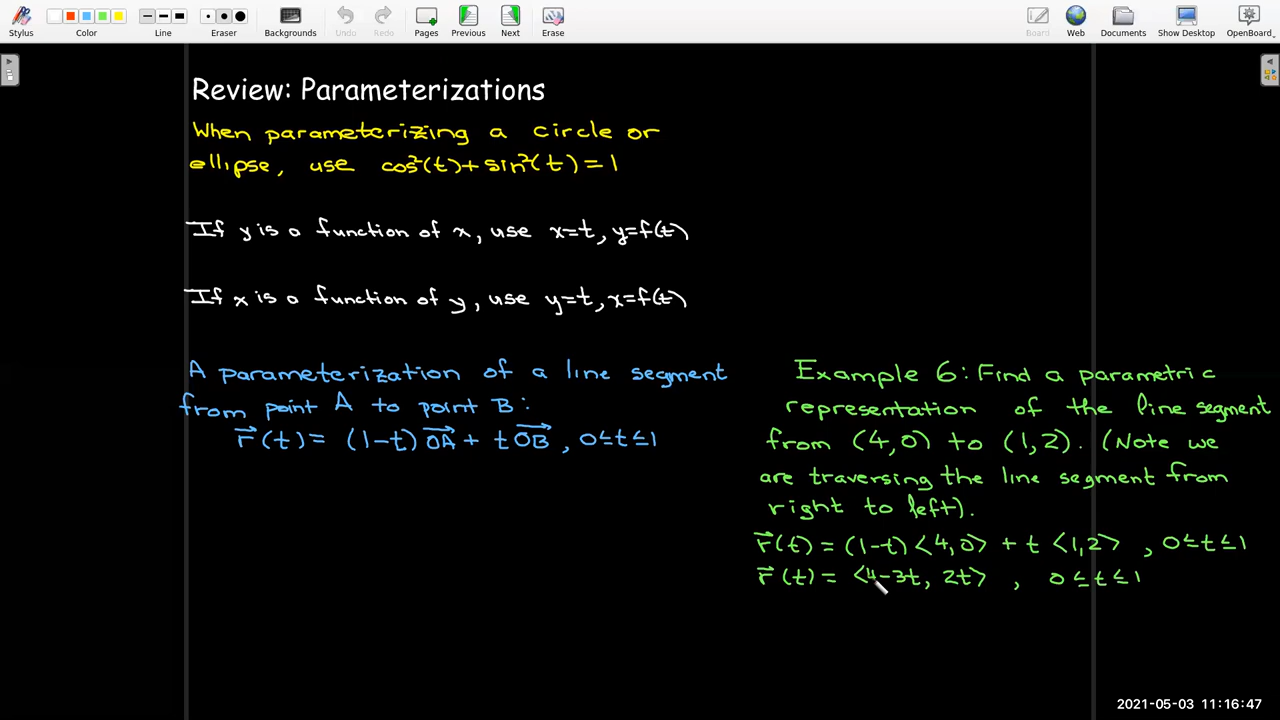 Stylus Color Line Eraser Backgrounds Undo Redo Pages Previous Next Erase Board Web Documents Show Desktop OpenBoard
Review: Parameterizations
When parameterizing a circle or
ellipse, use cos²(t)+sin²(t)=1
If y is a function of x, use x=t, y=f(t)
If x is a function of y, use y=t, x=f(t)
A parameterization of a line segment
from point A to point B:
r⃗(t) = (1-t) O͞A⃗ + t O͞B⃗, 0≤t≤1
Example 6: Find a parametric
representation of the line segment
from (4,0) to (1,2). (Note we
are traversing the line segment from
right to left).
r⃗(t) = (1-t) <4,0> + t <1,2>, 0≤t≤1
r⃗(t) = <4-3t, 2t>, 0≤t≤1
2021-05-03 11:16:47